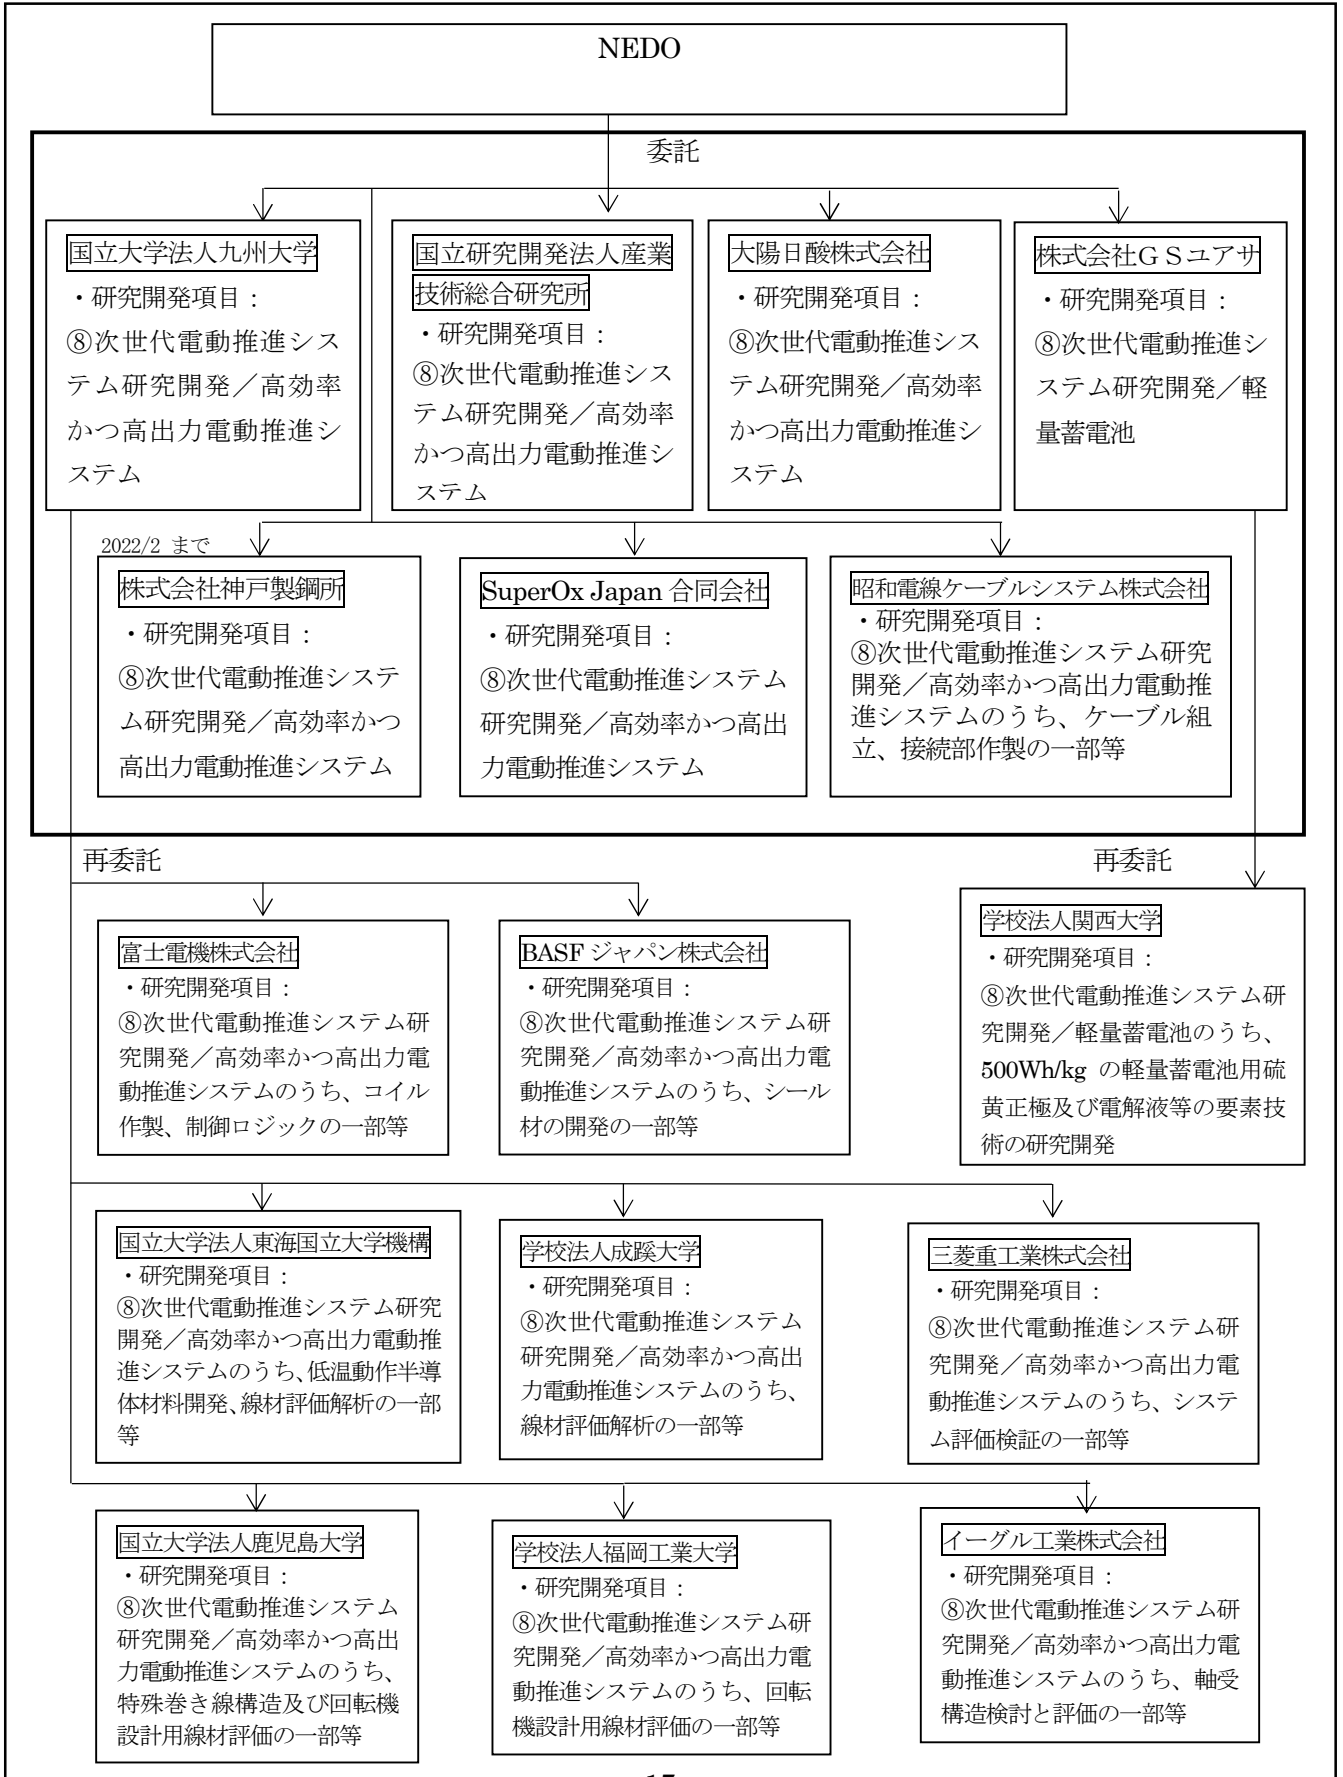 NEDO
委託
国立大学法人九州大学
・研究開発項目：
⑧次世代電動推進シス
テム研究開発／高効率
かつ高出力電動推進シ
ステム
国立研究開発法人産業
技術総合研究所
・研究開発項目：
⑧次世代電動推進シス
テム研究開発／高効率
かつ高出力電動推進シ
ステム
大陽日酸株式会社
・研究開発項目：
⑧次世代電動推進シス
テム研究開発／高効率
かつ高出力電動推進シ
ステム
株式会社ＧＳユアサ
・研究開発項目：
⑧次世代電動推進シ
ステム研究開発／軽
量蓄電池
2022/2 まで
株式会社神戸製鋼所
・研究開発項目：
⑧次世代電動推進システ
ム研究開発／高効率かつ
高出力電動推進システム
SuperOx Japan 合同会社
・研究開発項目：
⑧次世代電動推進システム
研究開発／高効率かつ高出
力電動推進システム
昭和電線ケーブルシステム株式会社
・研究開発項目：
⑧次世代電動推進システム研究
開発／高効率かつ高出力電動推
進システムのうち、ケーブル組
立、接続部作製の一部等
再委託
再委託
富士電機株式会社
・研究開発項目：
⑧次世代電動推進システム研
究開発／高効率かつ高出力電
動推進システムのうち、コイル
作製、制御ロジックの一部等
BASF ジャパン株式会社
・研究開発項目：
⑧次世代電動推進システム研
究開発／高効率かつ高出力電
動推進システムのうち、シール
材の開発の一部等
学校法人関西大学
・研究開発項目：
⑧次世代電動推進システム研
究開発／軽量蓄電池のうち、
500Wh/kg の軽量蓄電池用硫
黄正極及び電解液等の要素技
術の研究開発
国立大学法人東海国立大学機構
・研究開発項目：
⑧次世代電動推進システム研究
開発／高効率かつ高出力電動推
進システムのうち、低温動作半導
体材料開発、線材評価解析の一部
等
学校法人成蹊大学
・研究開発項目：
⑧次世代電動推進システム
研究開発／高効率かつ高出
力電動推進システムのうち、
線材評価解析の一部等
三菱重工業株式会社
・研究開発項目：
⑧次世代電動推進システム研
究開発／高効率かつ高出力電
動推進システムのうち、システ
ム評価検証の一部等
国立大学法人鹿児島大学
・研究開発項目：
⑧次世代電動推進システム
研究開発／高効率かつ高出
力電動推進システムのうち、
特殊巻き線構造及び回転機
設計用線材評価の一部等
学校法人福岡工業大学
・研究開発項目：
⑧次世代電動推進システム研
究開発／高効率かつ高出力電
動推進システムのうち、回転
機設計用線材評価の一部等
イーグル工業株式会社
・研究開発項目：
⑧次世代電動推進システム研
究開発／高効率かつ高出力電
動推進システムのうち、軸受
構造検討と評価の一部等